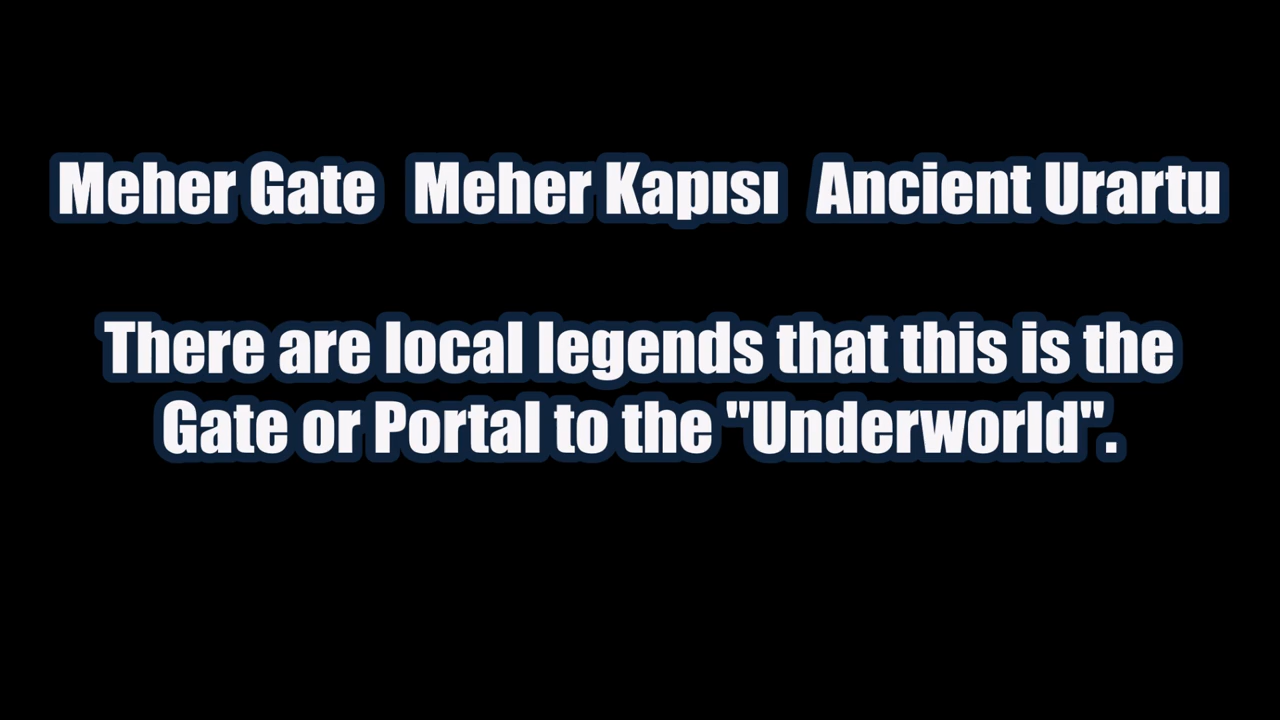 Meher Gate Meher Kapısı Ancient Urartu
There are local legends that this is the
Gate or Portal to the "Underworld".